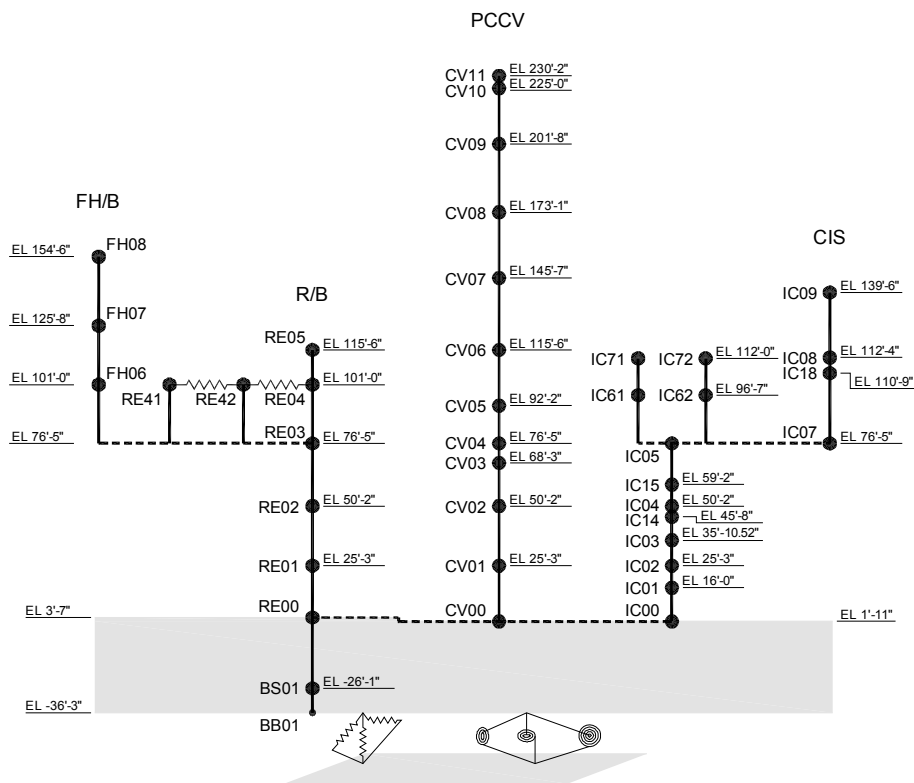 PCCV
CV11 EL 230'-2"
CV10 EL 225'-0"
CV09 EL 201'-8"
FH/B
CV08 EL 173'-1"
CIS
EL 154'-6" FH08
CV07 EL 145'-7"
R/B
IC09 EL 139'-6"
EL 125'-8" FH07
RE05 EL 115'-6"
CV06 EL 115'-6"
IC71 IC72 EL 112'-0"
IC08 EL 112'-4"
IC18 EL 110'-9"
EL 101'-0" FH06
RE41 RE42 RE04 EL 101'-0"
CV05 EL 92'-2"
IC61 IC62 EL 96'-7"
EL 76'-5" RE03 EL 76'-5"
CV04 EL 76'-5"
IC05
IC07 EL 76'-5"
CV03 EL 68'-3"
IC15 EL 59'-2"
RE02 EL 50'-2"
CV02 EL 50'-2"
IC04 EL 50'-2"
IC14 EL 45'-8"
IC03 EL 35'-10.52"
RE01 EL 25'-3"
CV01 EL 25'-3"
IC02 EL 25'-3"
IC01 EL 16'-0"
EL 3'-7" RE00
CV00
IC00
EL 1'-11"
BS01 EL -26'-1"
EL -36'-3"
BB01